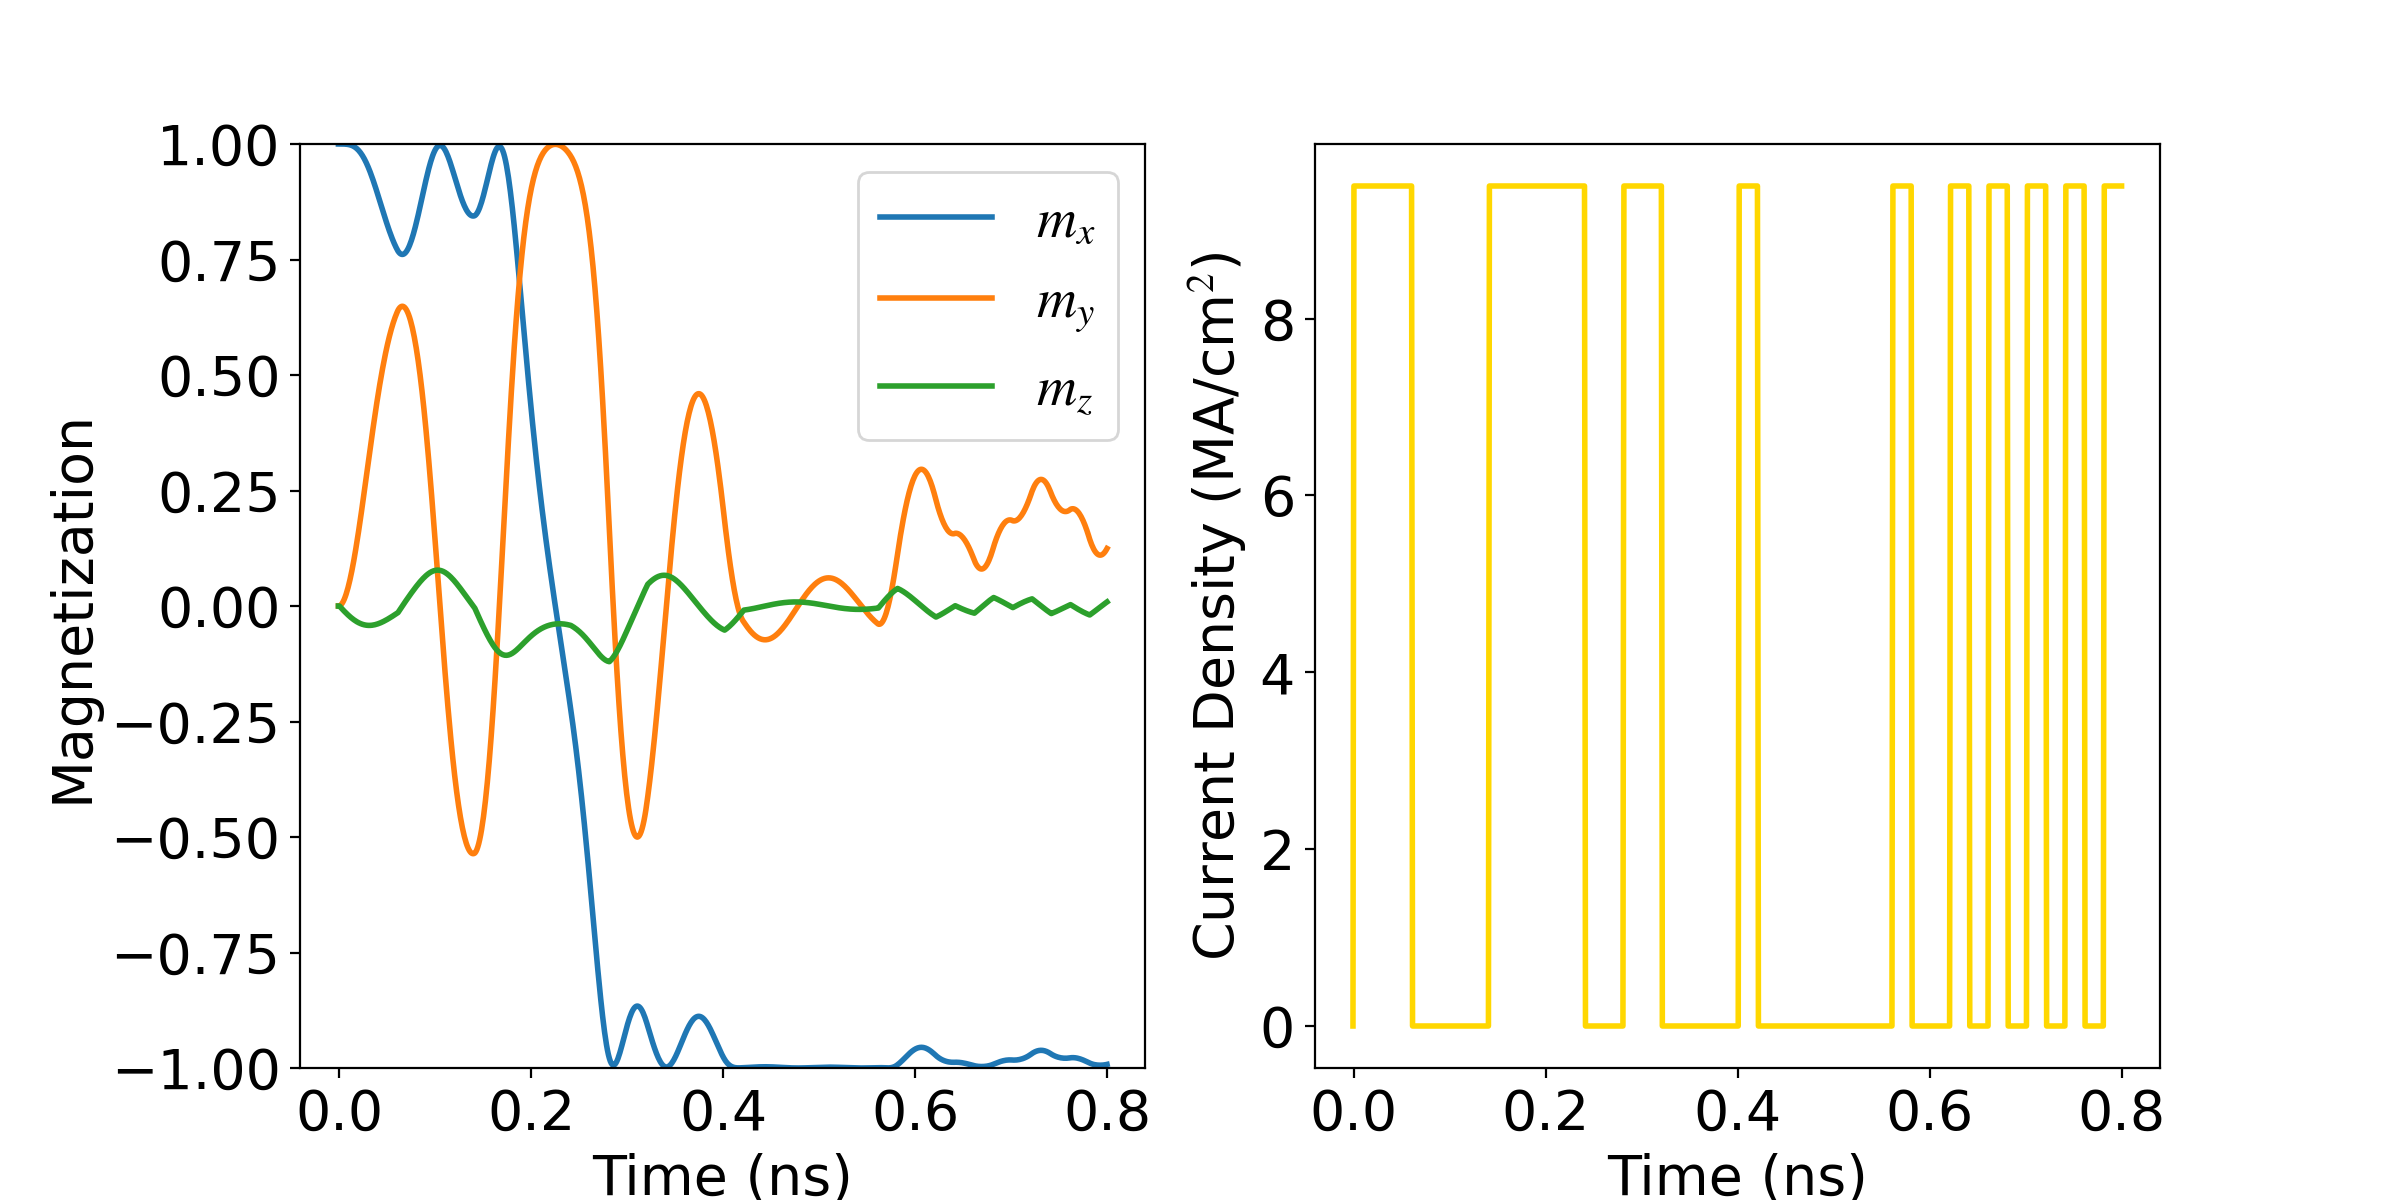 Magnetization
1.00
0.75
0.50
0.25
0.00
−0.25
−0.50
−0.75
−1.00
0.0 0.2 0.4 0.6 0.8
Time (ns)
m_x
m_y
m_z
Current Density (MA/cm²)
8
6
4
2
0
0.0 0.2 0.4 0.6 0.8
Time (ns)